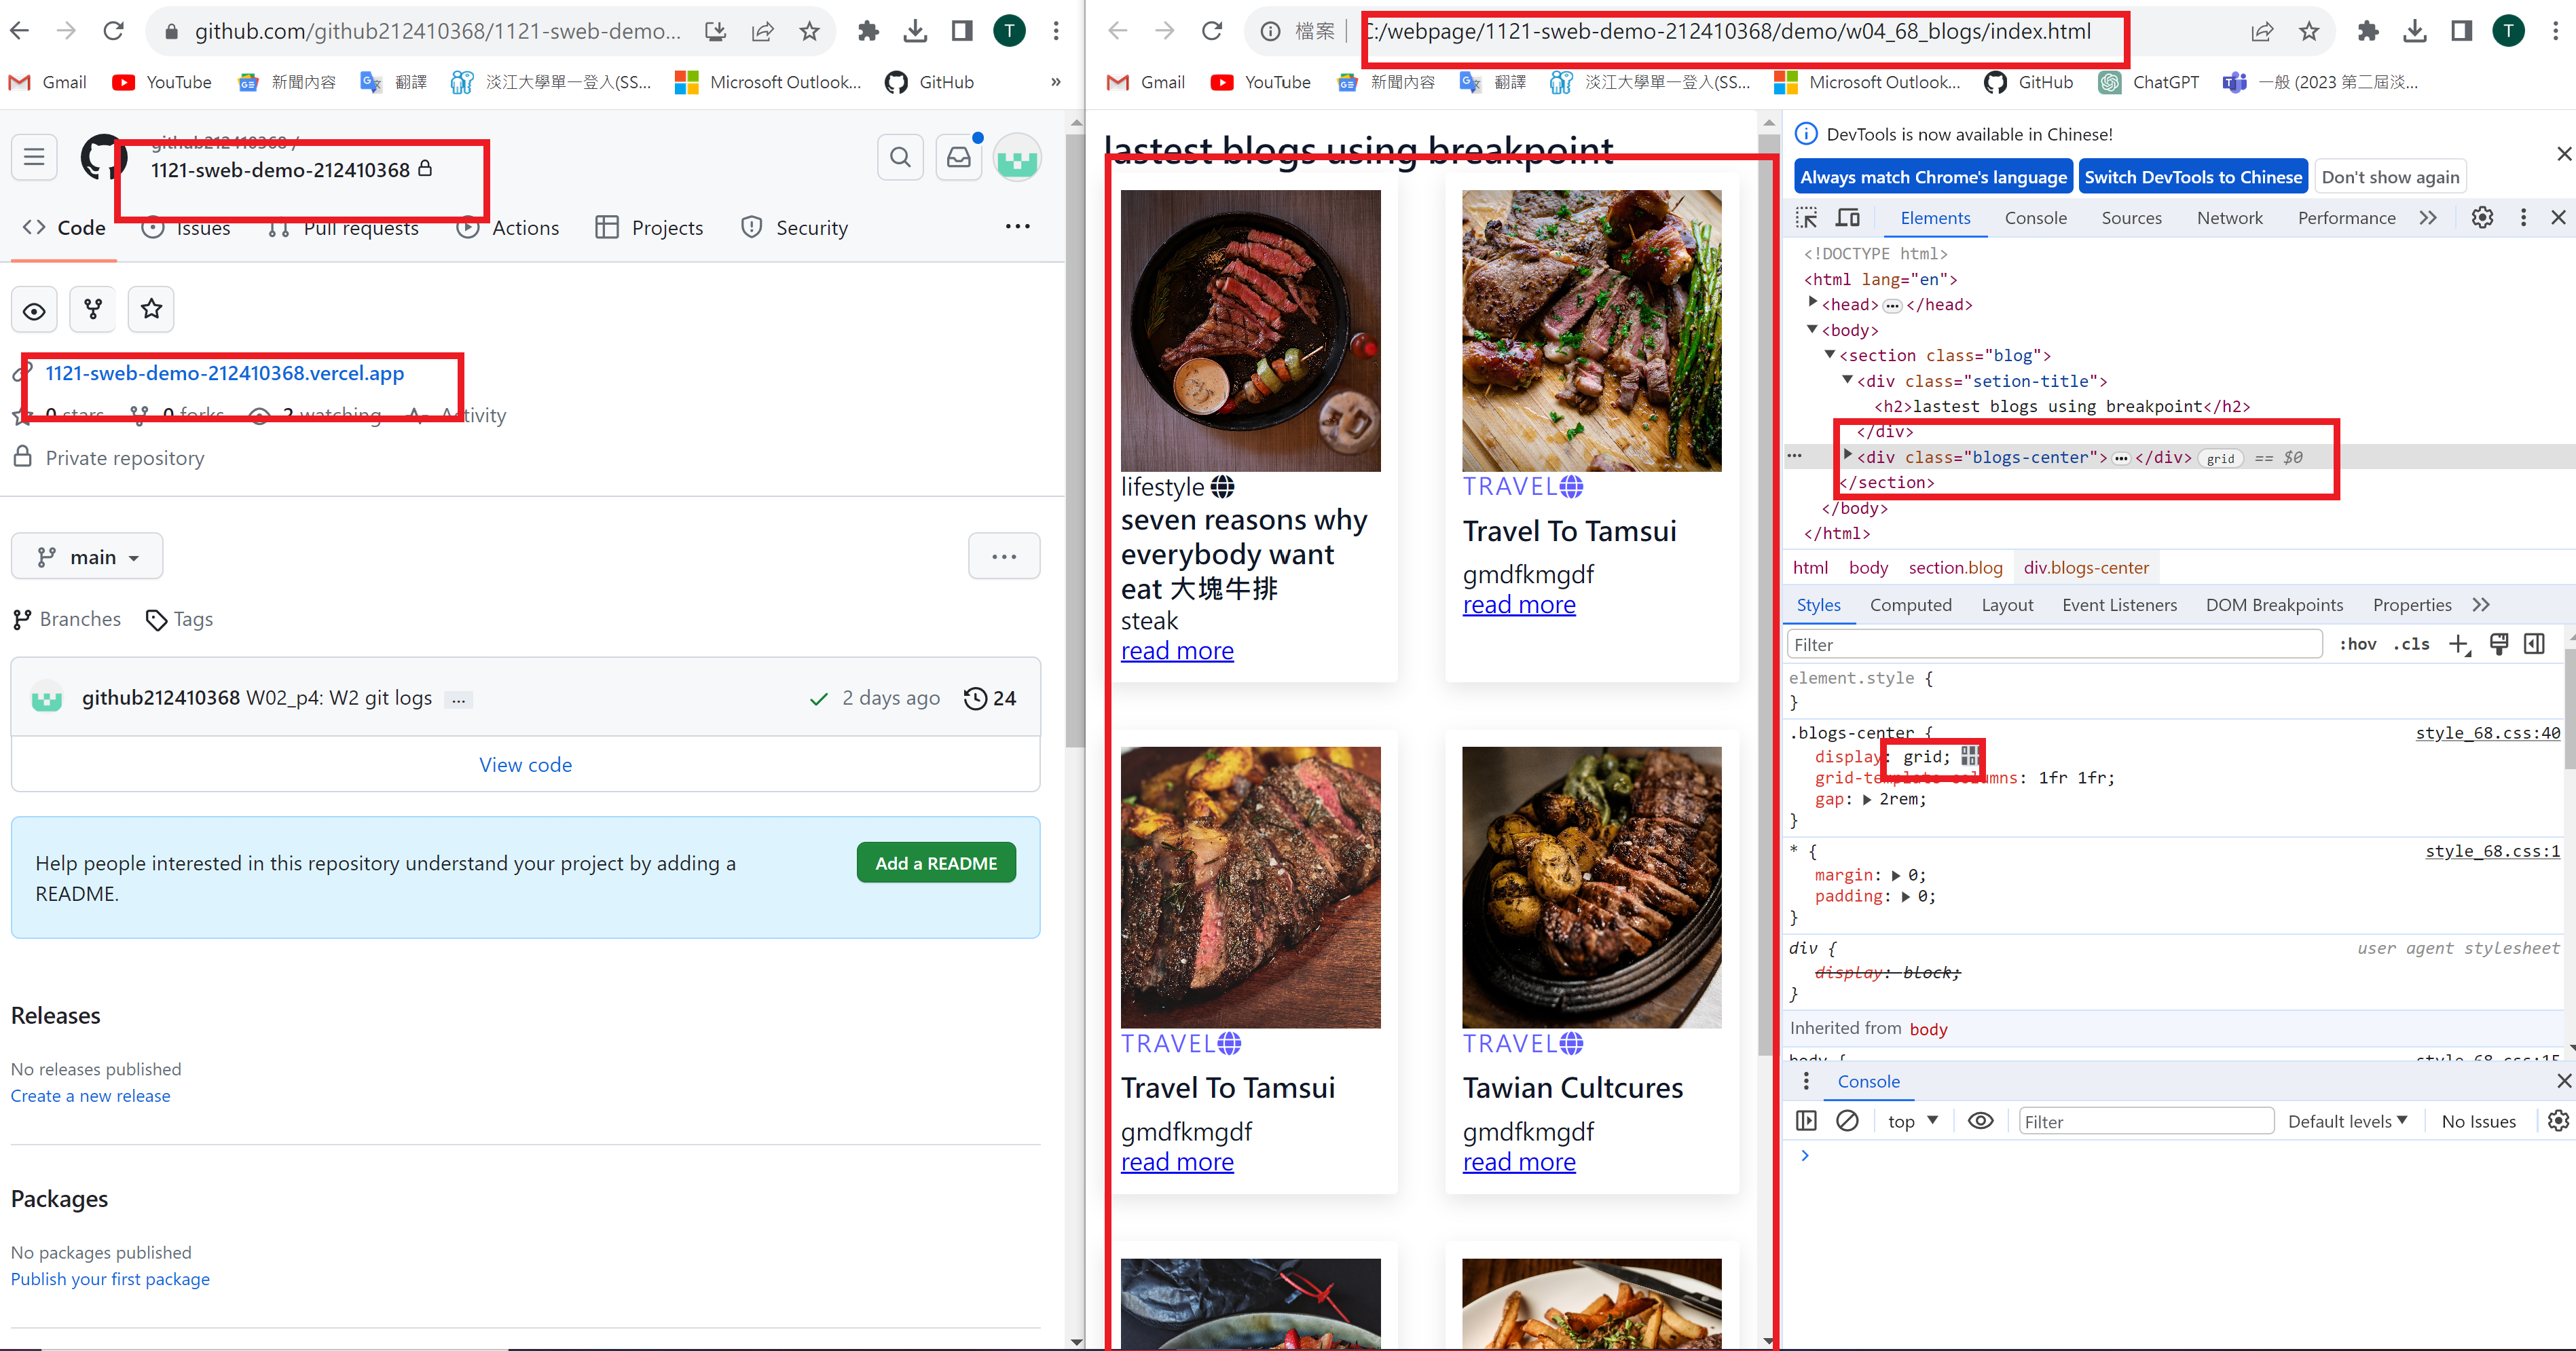 github.com/github212410368/1121-sweb-demo...
T
Gmail
YouTube
新聞內容
翻譯
淡江大學單一登入(SS...
Microsoft Outlook...
GitHub
»
github212410368 /
1121-sweb-demo-212410368
Code
Issues
Pull requests
Actions
Projects
Security
1121-sweb-demo-212410368.vercel.app
0 stars
0 forks
2 watching
Activity
Private repository
main
Branches
Tags
github212410368 W02_p4: W2 git logs ...
2 days ago
24
View code
Help people interested in this repository understand your project by adding a
README.
Add a README
Releases
No releases published
Create a new release
Packages
No packages published
Publish your first package
檔案
C:/webpage/1121-sweb-demo-212410368/demo/w04_68_blogs/index.html
T
Gmail
YouTube
新聞內容
翻譯
淡江大學單一登入(SS...
Microsoft Outlook...
GitHub
ChatGPT
一般 (2023 第二屆淡...
lastest blogs using breakpoint
lifestyle
seven reasons why
everybody want
eat 大塊牛排
steak
read more
TRAVEL
Travel To Tamsui
gmdfkmgdf
read more
TRAVEL
Travel To Tamsui
gmdfkmgdf
read more
TRAVEL
Tawian Cultcures
gmdfkmgdf
read more
DevTools is now available in Chinese!
Always match Chrome's language
Switch DevTools to Chinese
Don't show again
Elements
Console
Sources
Network
Performance
<!DOCTYPE html>
<html lang="en">
<head>...</head>
<body>
<section class="blog">
<div class="setion-title">
<h2>lastest blogs using breakpoint</h2>
</div>
<div class="blogs-center">...</div> grid == $0
</section>
</body>
</html>
html
body
section.blog
div.blogs-center
Styles
Computed
Layout
Event Listeners
DOM Breakpoints
Properties
Filter
:hov
.cls
element.style {
}
.blogs-center {
style_68.css:40
display: grid;
grid-template-columns: 1fr 1fr;
gap: 2rem;
}
* {
style_68.css:1
margin: 0;
padding: 0;
}
div {
user agent stylesheet
display: block;
}
Inherited from body
body {
style_68.css:15
Console
top
Filter
Default levels
No Issues